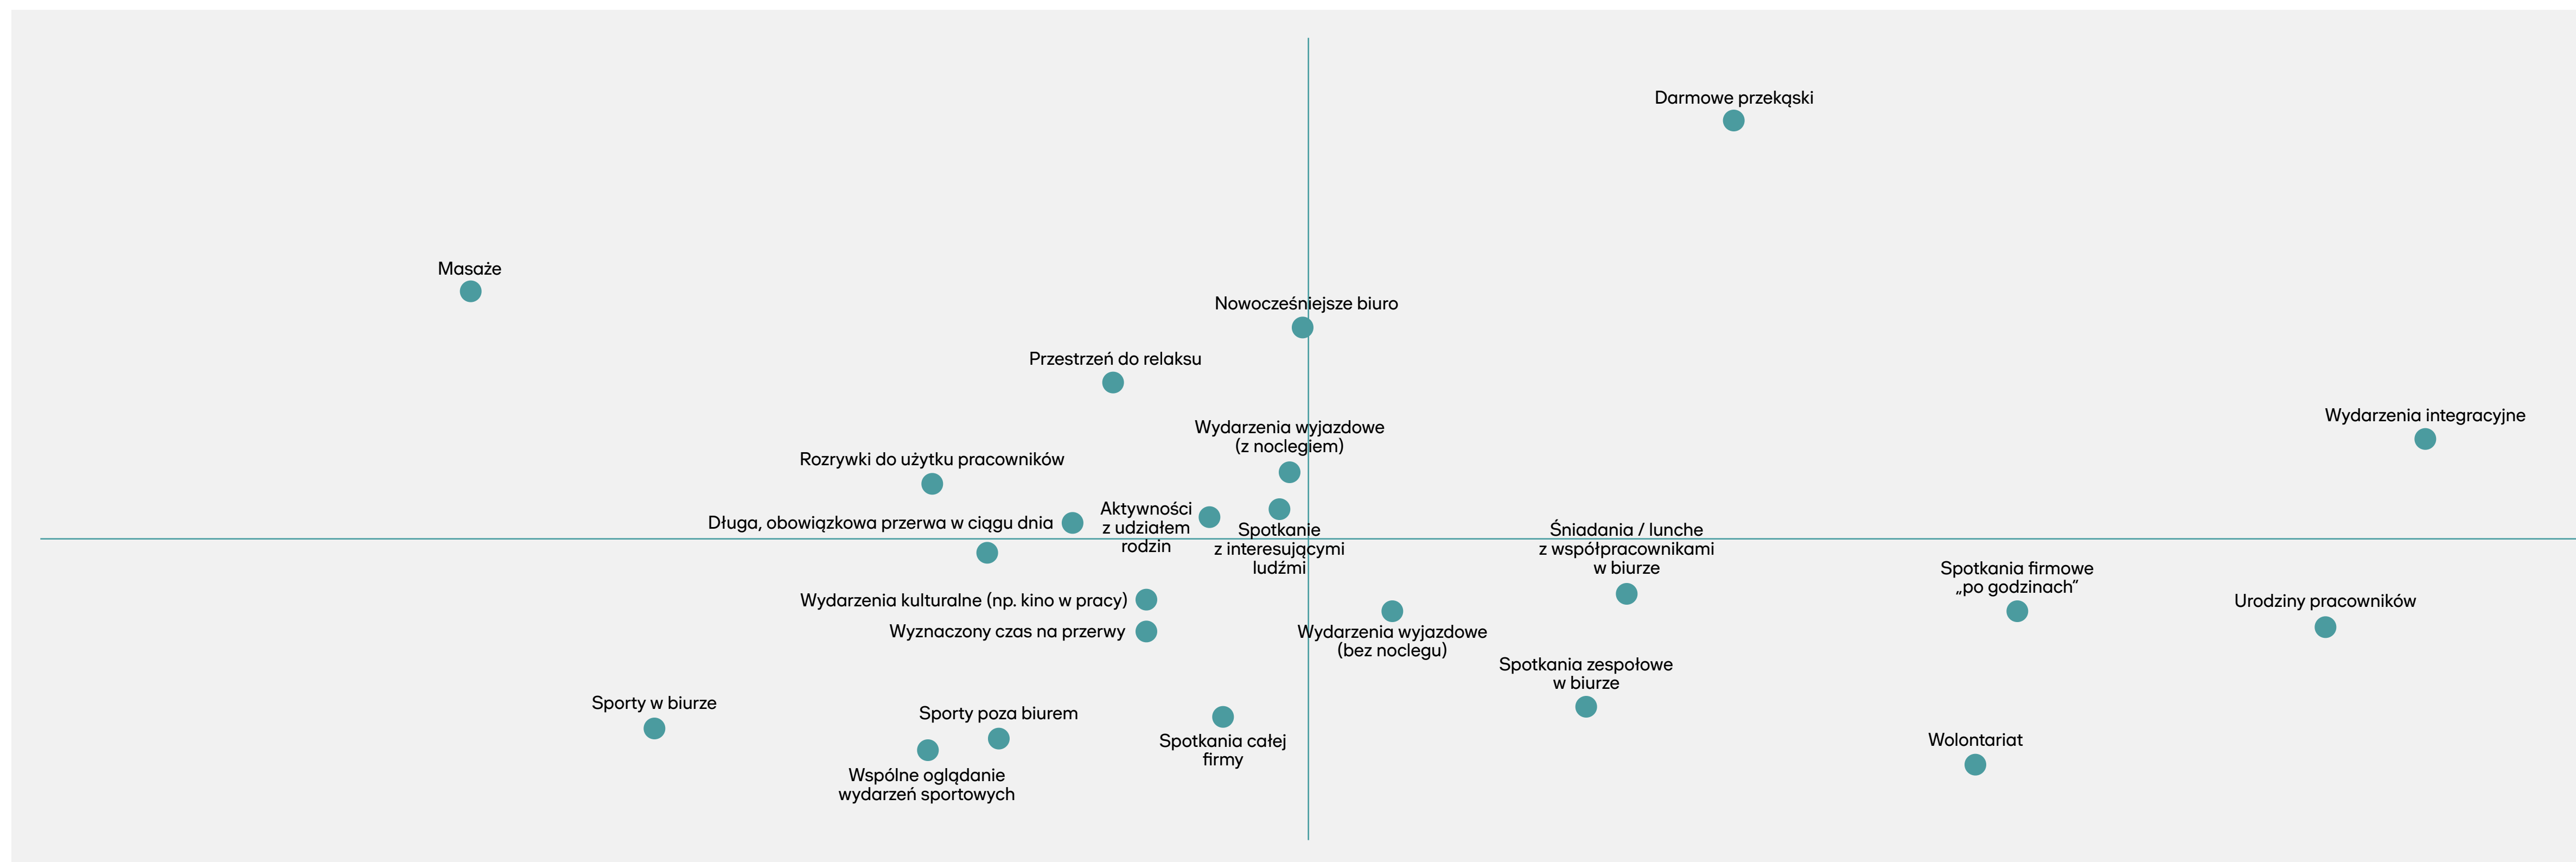 Darmowe przekąski
Masaże
Nowocześniejsze biuro
Przestrzeń do relaksu
Wydarzenia integracyjne
Wydarzenia wyjazdowe
(z noclegiem)
Rozrywki do użytku pracowników
Długa, obowiązkowa przerwa w ciągu dnia
Aktywności
z udziałem
rodzin
Spotkanie
z interesującymi
ludźmi
Śniadania / lunche
z współpracownikami
w biurze
Spotkania firmowe
„po godzinach”
Urodziny pracowników
Wydarzenia kulturalne (np. kino w pracy)
Wyznaczony czas na przerwy
Wydarzenia wyjazdowe
(bez noclegu)
Spotkania zespołowe
w biurze
Sporty w biurze
Sporty poza biurem
Spotkania całej
firmy
Wolontariat
Wspólne oglądanie
wydarzeń sportowych